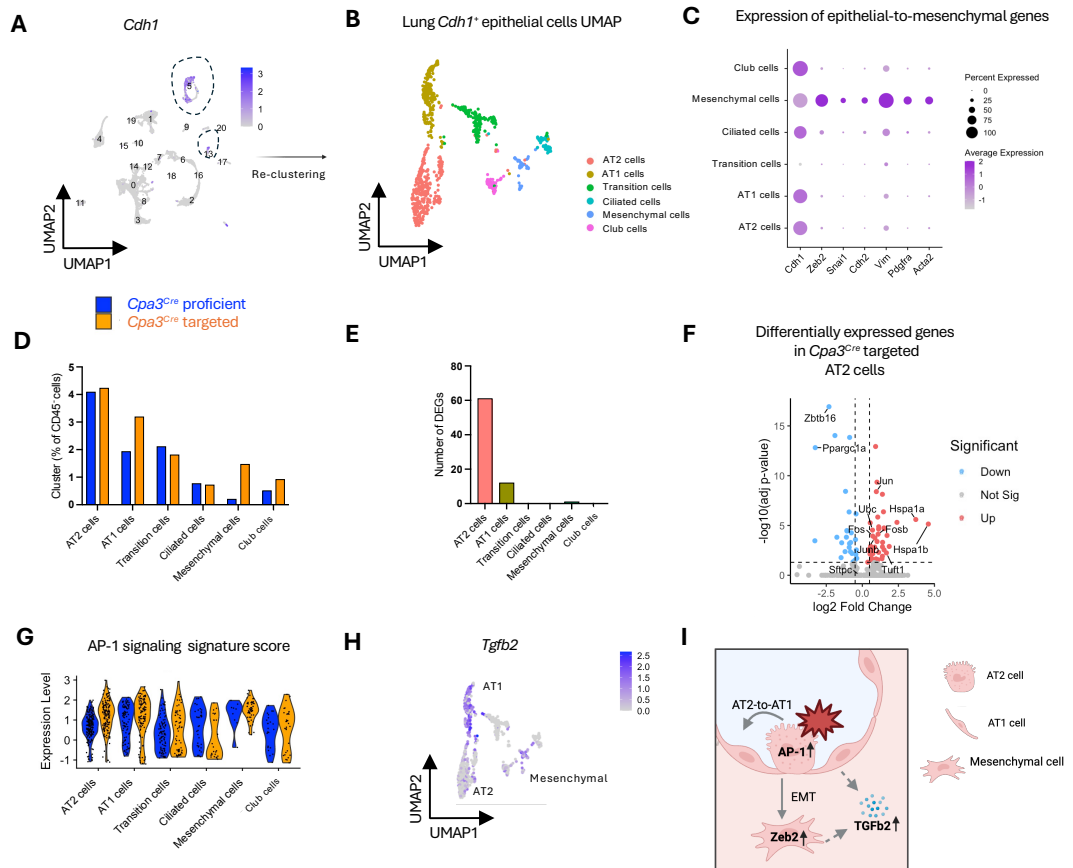 A
Cdh1
5
19
1
9
20
4
15
10
13
17
7
6
14
12
18
16
0
8
2
11
3
3
2
1
0
Re-clustering
UMAP2
UMAP1
B
Lung Cdh1+ epithelial cells UMAP
UMAP2
UMAP1
AT2 cells
AT1 cells
Transition cells
Ciliated cells
Mesenchymal cells
Club cells
C
Expression of epithelial-to-mesenchymal genes
Club cells
Mesenchymal cells
Ciliated cells
Transition cells
AT1 cells
AT2 cells
Cdh1
Zeb2
Snai1
Cdh2
Vim
Pdgfra
Acta2
Percent Expressed
0
25
50
75
100
Average Expression
2
1
0
-1
Cpa3Cre proficient
Cpa3Cre targeted
D
Cluster (% of CD45- cells)
5
4
3
2
1
0
AT2 cells
AT1 cells
Transition cells
Ciliated cells
Mesenchymal cells
Club cells
E
Number of DEGs
80
60
40
20
0
AT2 cells
AT1 cells
Transition cells
Ciliated cells
Mesenchymal cells
Club cells
F
Differentially expressed genes
in Cpa3Cre targeted
AT2 cells
-log10(adj p-value)
15
10
5
0
Zbtb16
Ppargc1a
Jun
Ubc
Hspa1a
Fos
Fosb
Junb
Hspa1b
Sftpc
Tuft1
-2.5
0.0
2.5
5.0
log2 Fold Change
Significant
Down
Not Sig
Up
G
AP-1 signaling signature score
Expression Level
3
2
1
0
-1
AT2 cells
AT1 cells
Transition cells
Ciliated cells
Mesenchymal cells
Club cells
H
Tgfb2
AT1
Mesenchymal
AT2
UMAP2
UMAP1
2.5
2.0
1.5
1.0
0.5
0.0
I
AT2-to-AT1
AP-1
EMT
Zeb2
TGFb2
AT2 cell
AT1 cell
Mesenchymal cell